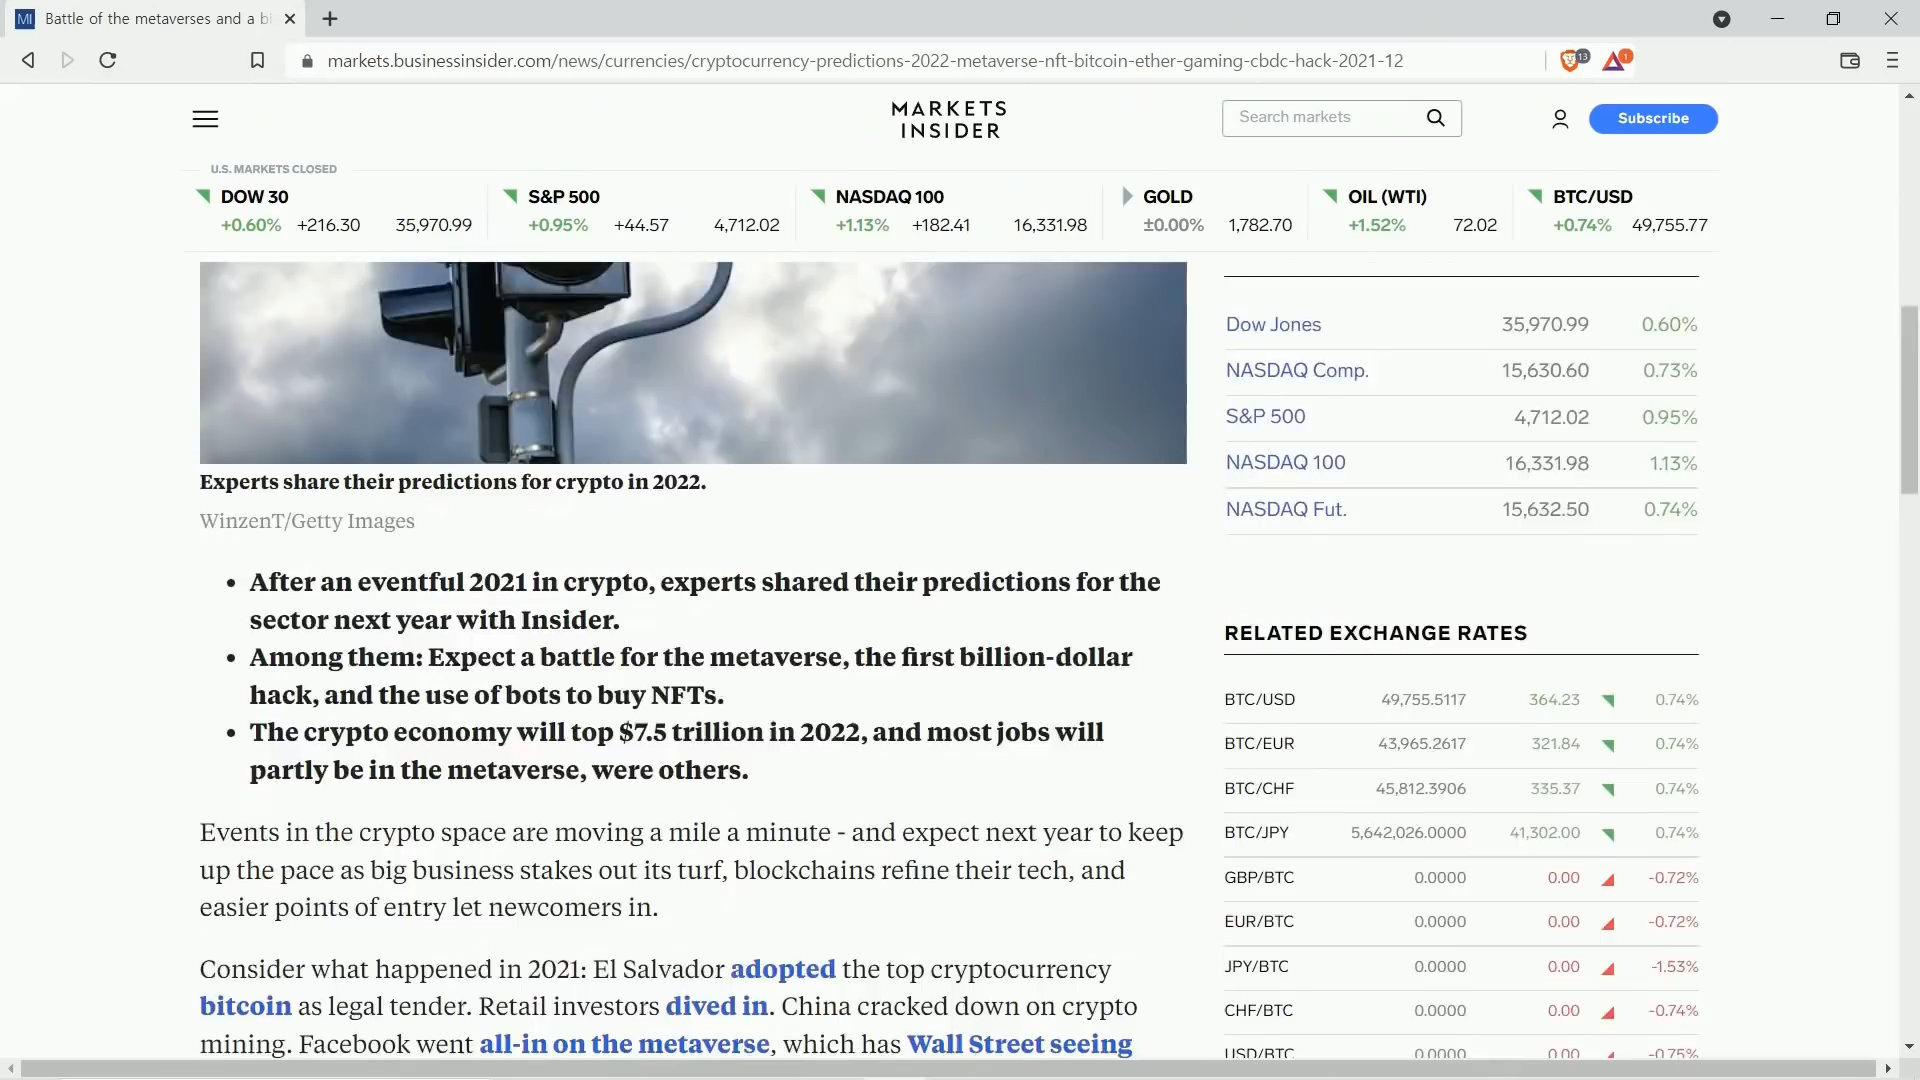 MI Battle of the metaverses and a bi
markets.businessinsider.com/news/currencies/cryptocurrency-predictions-2022-metaverse-nft-bitcoin-ether-gaming-cbdc-hack-2021-12
13
1
MARKETS
INSIDER
Search markets
Subscribe
U.S. MARKETS CLOSED
DOW 30
+0.60% +216.30 35,970.99
S&P 500
+0.95% +44.57 4,712.02
NASDAQ 100
+1.13% +182.41 16,331.98
GOLD
±0.00% 1,782.70
OIL (WTI)
+1.52% 72.02
BTC/USD
+0.74% 49,755.77
Experts share their predictions for crypto in 2022.
WinzenT/Getty Images
• After an eventful 2021 in crypto, experts shared their predictions for the
sector next year with Insider.
• Among them: Expect a battle for the metaverse, the first billion-dollar
hack, and the use of bots to buy NFTs.
• The crypto economy will top $7.5 trillion in 2022, and most jobs will
partly be in the metaverse, were others.
Events in the crypto space are moving a mile a minute - and expect next year to keep
up the pace as big business stakes out its turf, blockchains refine their tech, and
easier points of entry let newcomers in.
Consider what happened in 2021: El Salvador adopted the top cryptocurrency
bitcoin as legal tender. Retail investors dived in. China cracked down on crypto
mining. Facebook went all-in on the metaverse, which has Wall Street seeing
Dow Jones 35,970.99 0.60%
NASDAQ Comp. 15,630.60 0.73%
S&P 500 4,712.02 0.95%
NASDAQ 100 16,331.98 1.13%
NASDAQ Fut. 15,632.50 0.74%
RELATED EXCHANGE RATES
BTC/USD 49,755.5117 364.23 0.74%
BTC/EUR 43,965.2617 321.84 0.74%
BTC/CHF 45,812.3906 335.37 0.74%
BTC/JPY 5,642,026.0000 41,302.00 0.74%
GBP/BTC 0.0000 0.00 -0.72%
EUR/BTC 0.0000 0.00 -0.72%
JPY/BTC 0.0000 0.00 -1.53%
CHF/BTC 0.0000 0.00 -0.74%
USD/BTC 0.0000 0.00 -0.75%